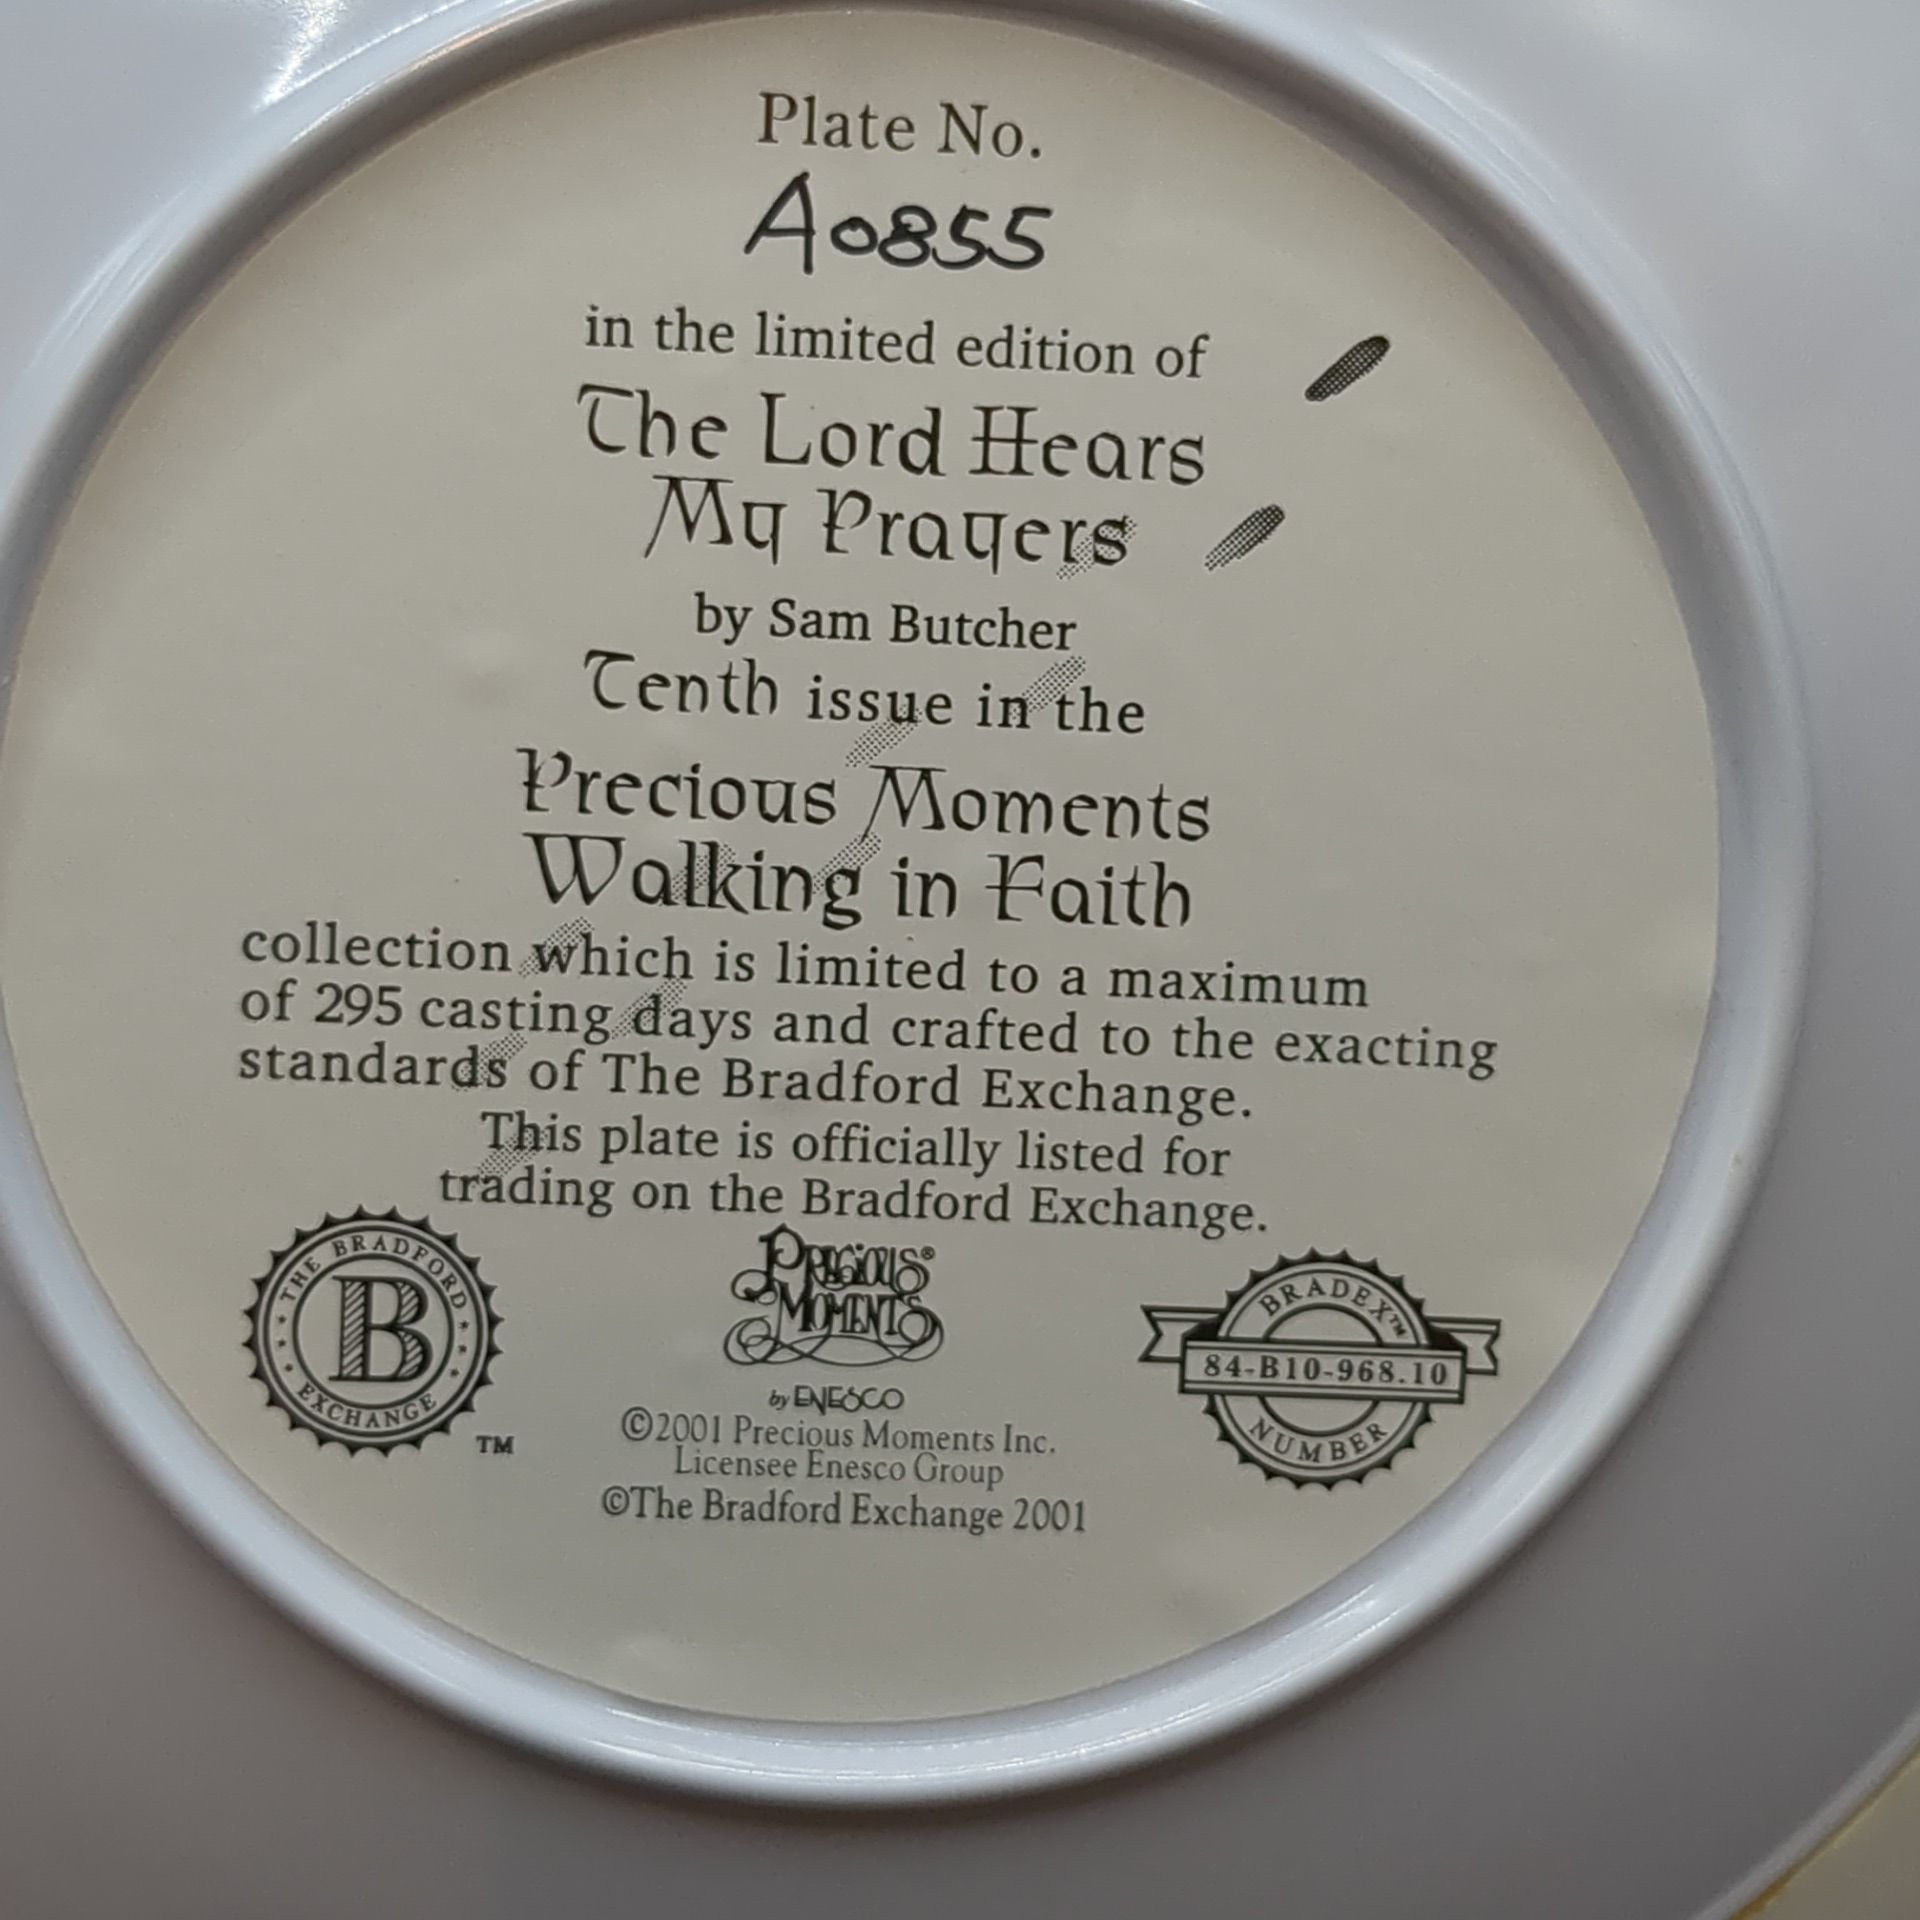 Plate No.
A0855
in the limited edition of
The Lord Hears
My Prayers
by Sam Butcher
Tenth issue in the
Precious Moments
Walking in Faith
collection which is limited to a maximum
of 295 casting days and crafted to the exacting
standards of The Bradford Exchange.
This plate is officially listed for
trading on the Bradford Exchange.
THE BRADFORD
B
EXCHANGE
TM
PRECIOUS®
MOMENTS
by ENESCO
©2001 Precious Moments Inc.
Licensee Enesco Group
©The Bradford Exchange 2001
BRADEX™
84-B10-968.10
NUMBER